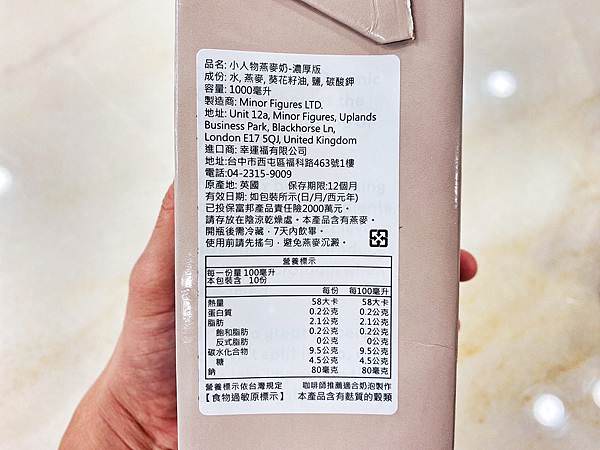 品名: 小人物燕麥奶-濃厚版
成份: 水, 燕麥, 葵花籽油, 鹽, 碳酸鉀
容量: 1000毫升
製造商: Minor Figures LTD.
地址: Unit 12a, Minor Figures, Uplands
Business Park, Blackhorse Ln,
London E17 5QJ, United Kingdom
進口商: 幸運福有限公司
地址:台中市西屯區福科路463號1樓
電話:04-2315-9009
原產地: 英國 保存期限:12個月
有效日期: 如包裝所示(日/月/西元年)
已投保富邦產品責任險2000萬元。
請存放在陰涼乾燥處。本產品含有燕麥。
開瓶後需冷藏，7天內飲畢。
使用前請先搖勻，避免燕麥沉澱。
營養標示
每一份量 100毫升
本包裝含 10份
每份 每100毫升
熱量 58大卡 58大卡
蛋白質 0.2公克 0.2公克
脂肪 2.1公克 2.1公克
飽和脂肪 0.2公克 0.2公克
反式脂肪 0公克 0公克
碳水化合物 9.5公克 9.5公克
糖 4.5公克 4.5公克
鈉 80毫克 80毫克
營養標示依台灣規定 咖啡師推薦適合奶泡製作
【食物過敏原標示】 本產品含有麩質的穀類